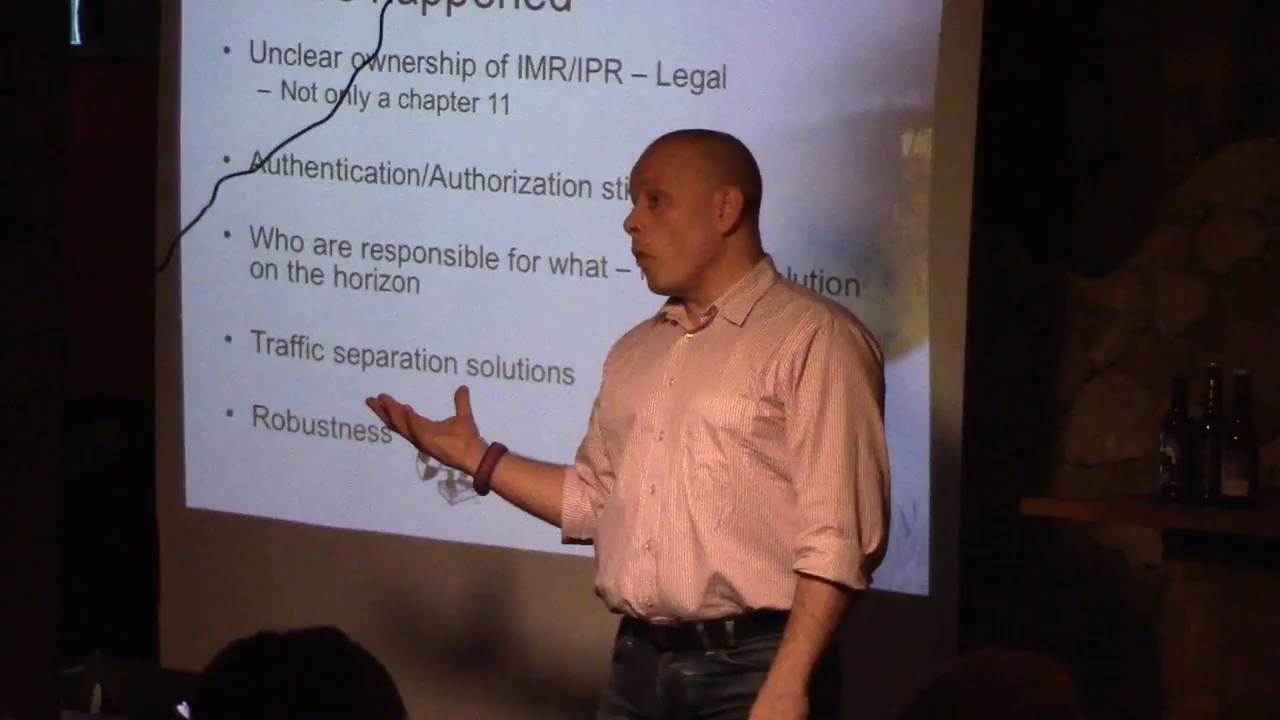 happened
• Unclear ownership of IMR/IPR – Legal
– Not only a chapter 11
• Authentication/Authorization
• Who are responsible for what –
on the horizon
• Traffic separation solutions
• Robustness